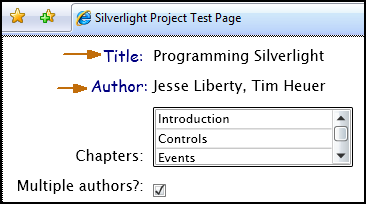 Silverlight Project Test Page
Title: Programming Silverlight
Author: Jesse Liberty, Tim Heuer
Introduction
Controls
Chapters: Events
Multiple authors?: